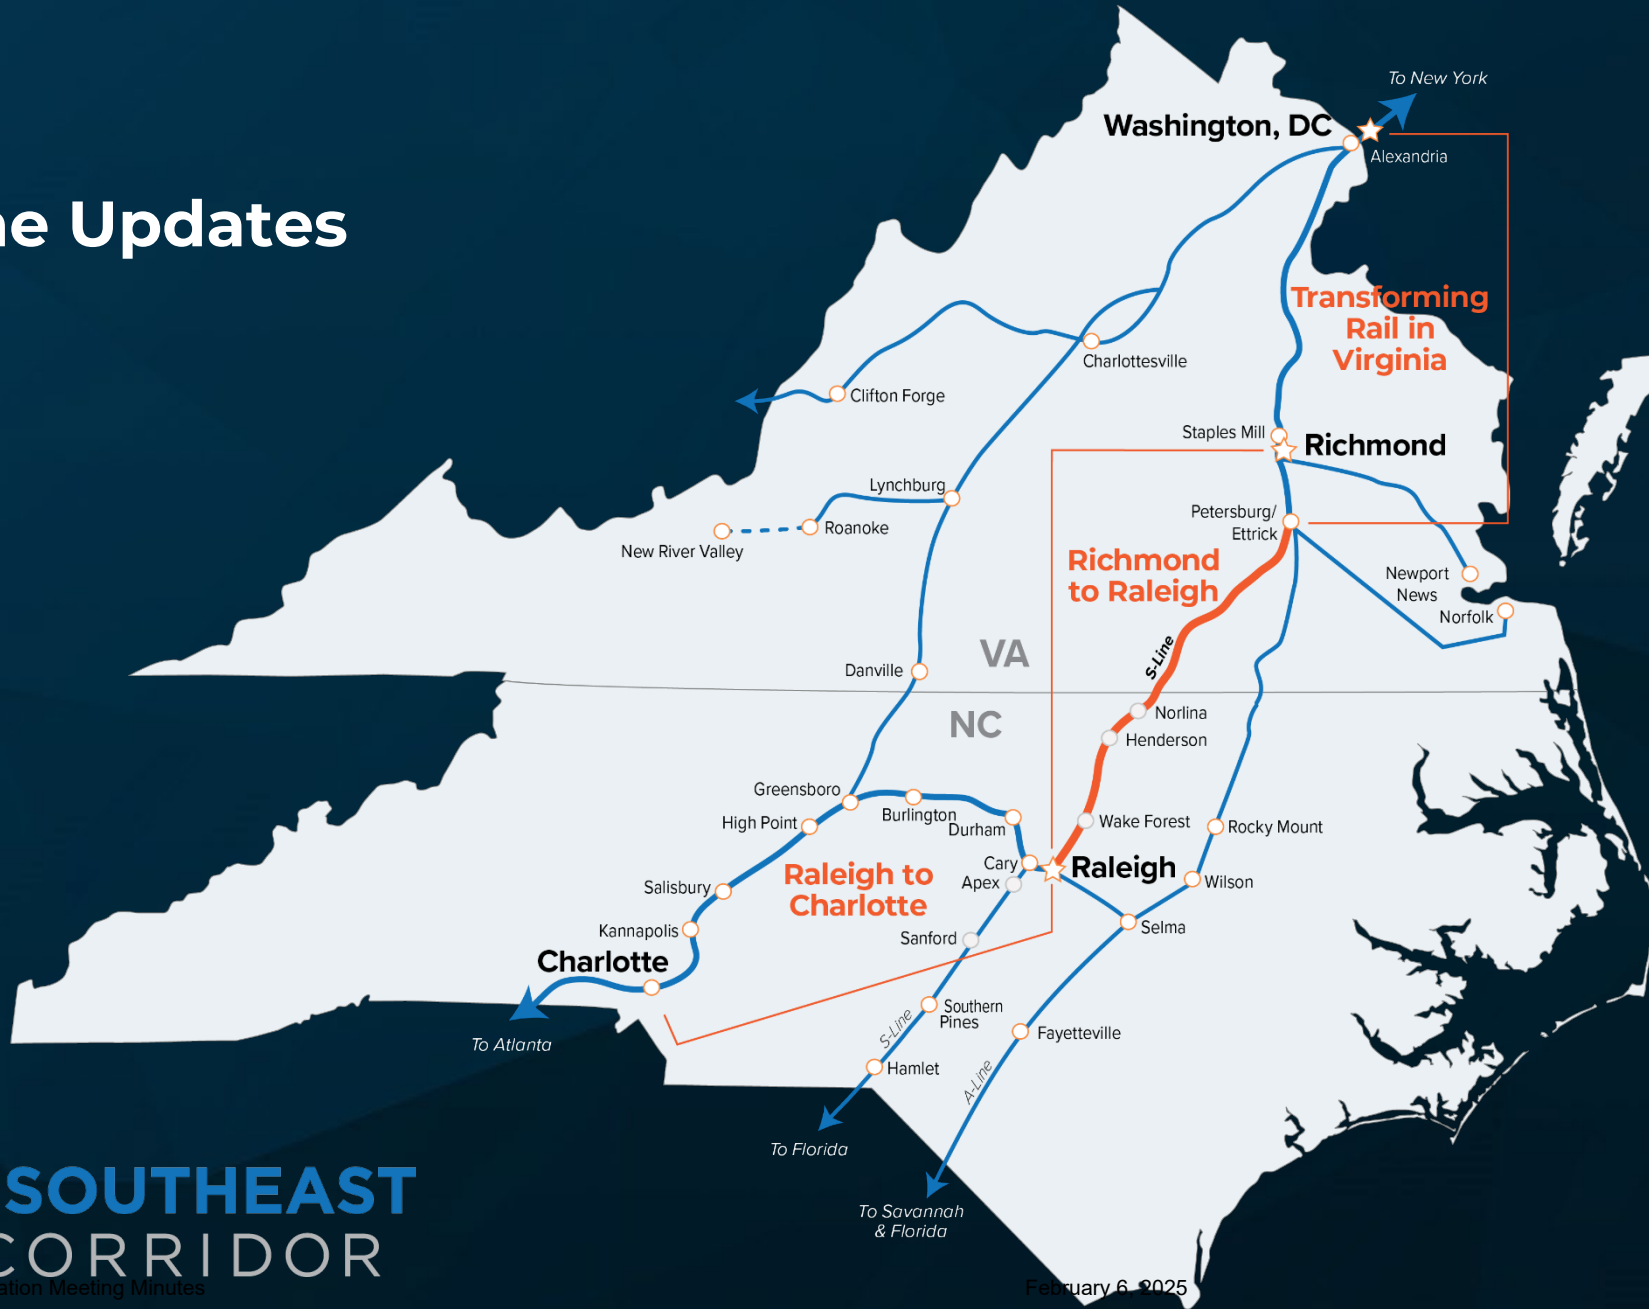 To New York
Washington, DC
Alexandria
ne Updates
Transforming
Rail in
Virginia
Charlottesville
Clifton Forge
Staples Mill
Richmond
Lynchburg
Roanoke
New River Valley
Petersburg/
Ettrick
Richmond
to Raleigh
Newport
News
Norfolk
S-Line
VA
Danville
NC
Norlina
Henderson
Greensboro
Burlington
High Point
Durham
Wake Forest
Rocky Mount
Cary
Raleigh
Apex
Raleigh to
Charlotte
Salisbury
Wilson
Kannapolis
Sanford
Selma
Charlotte
Southern
Pines
S-Line
Fayetteville
To Atlanta
Hamlet
A-Line
To Florida
To Savannah
& Florida
SOUTHEAST
CORRIDOR
ation Meeting Minutes
February 6, 2025